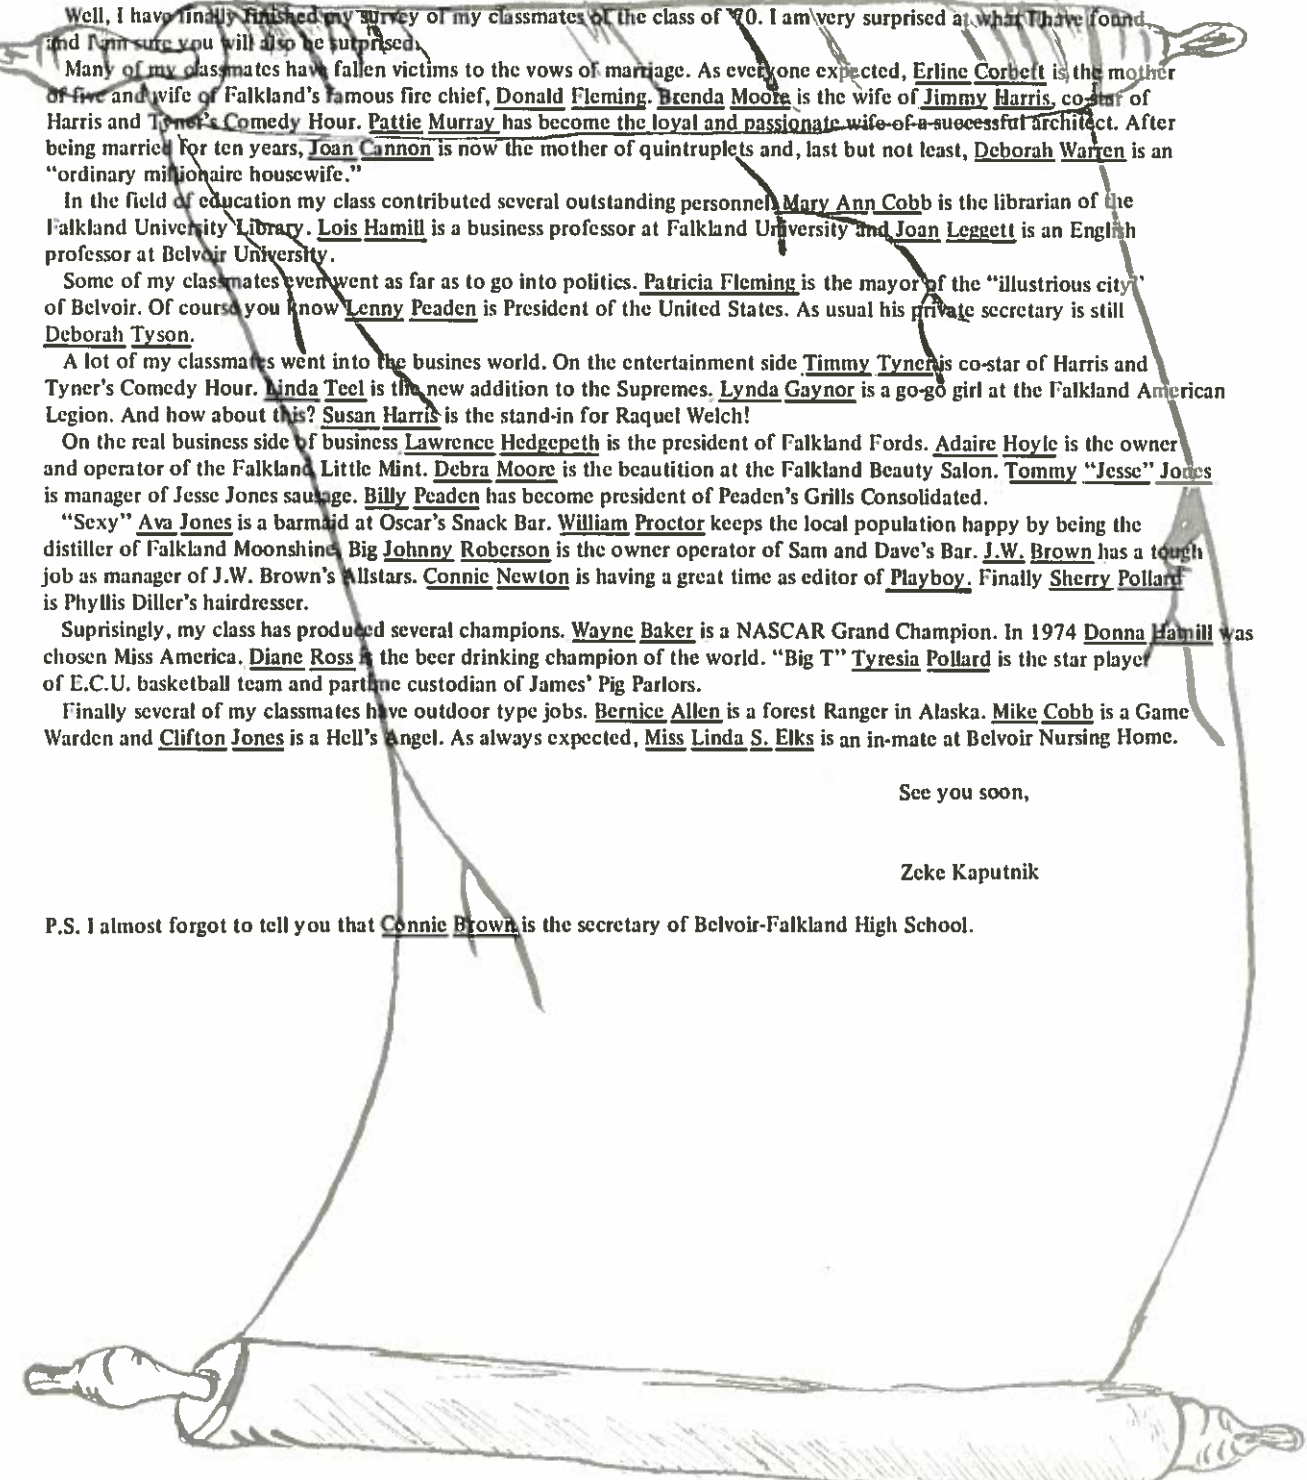 Well, I have finally finished my survey of my classmates of the class of '70. I am very surprised at what I have found,
and I am sure you will also be surprised.
Many of my classmates have fallen victims to the vows of marriage. As everyone expected, Erline Corbett is the mother
of five and wife of Falkland's famous fire chief, Donald Fleming. Brenda Moore is the wife of Jimmy Harris, co-star of
Harris and Tyner's Comedy Hour. Pattie Murray has become the loyal and passionate wife of a successful architect. After
being married for ten years, Joan Cannon is now the mother of quintruplets and, last but not least, Deborah Warren is an
“ordinary millionaire housewife.”
In the field of education my class contributed several outstanding personnel. Mary Ann Cobb is the librarian of the
Falkland University Library. Lois Hamill is a business professor at Falkland University and Joan Leggett is an English
professor at Belvoir University.
Some of my classmates even went as far as to go into politics. Patricia Fleming is the mayor of the “illustrious city”
of Belvoir. Of course you know Lenny Peaden is President of the United States. As usual his private secretary is still
Deborah Tyson.
A lot of my classmates went into the busines world. On the entertainment side Timmy Tyner is co-star of Harris and
Tyner's Comedy Hour. Linda Teel is the new addition to the Supremes. Lynda Gaynor is a go-go girl at the Falkland American
Legion. And how about this? Susan Harris is the stand-in for Raquel Welch!
On the real business side of business Lawrence Hedgepeth is the president of Falkland Fords. Adaire Hoyle is the owner
and operator of the Falkland Little Mint. Debra Moore is the beautition at the Falkland Beauty Salon. Tommy “Jesse” Jones
is manager of Jesse Jones sausage. Billy Peaden has become president of Peaden's Grills Consolidated.
“Sexy” Ava Jones is a barmaid at Oscar's Snack Bar. William Proctor keeps the local population happy by being the
distiller of Falkland Moonshine. Big Johnny Roberson is the owner operator of Sam and Dave's Bar. J.W. Brown has a tough
job as manager of J.W. Brown's Allstars. Connie Newton is having a great time as editor of Playboy. Finally Sherry Pollard
is Phyllis Diller's hairdresser.
Suprisingly, my class has produced several champions. Wayne Baker is a NASCAR Grand Champion. In 1974 Donna Hamill was
chosen Miss America. Diane Ross is the beer drinking champion of the world. “Big T” Tyresia Pollard is the star player
of E.C.U. basketball team and partime custodian of James' Pig Parlors.
Finally several of my classmates have outdoor type jobs. Bernice Allen is a forest Ranger in Alaska. Mike Cobb is a Game
Warden and Clifton Jones is a Hell's Angel. As always expected, Miss Linda S. Elks is an in-mate at Belvoir Nursing Home.
See you soon,
Zeke Kaputnik
P.S. I almost forgot to tell you that Connie Brown is the secretary of Belvoir-Falkland High School.